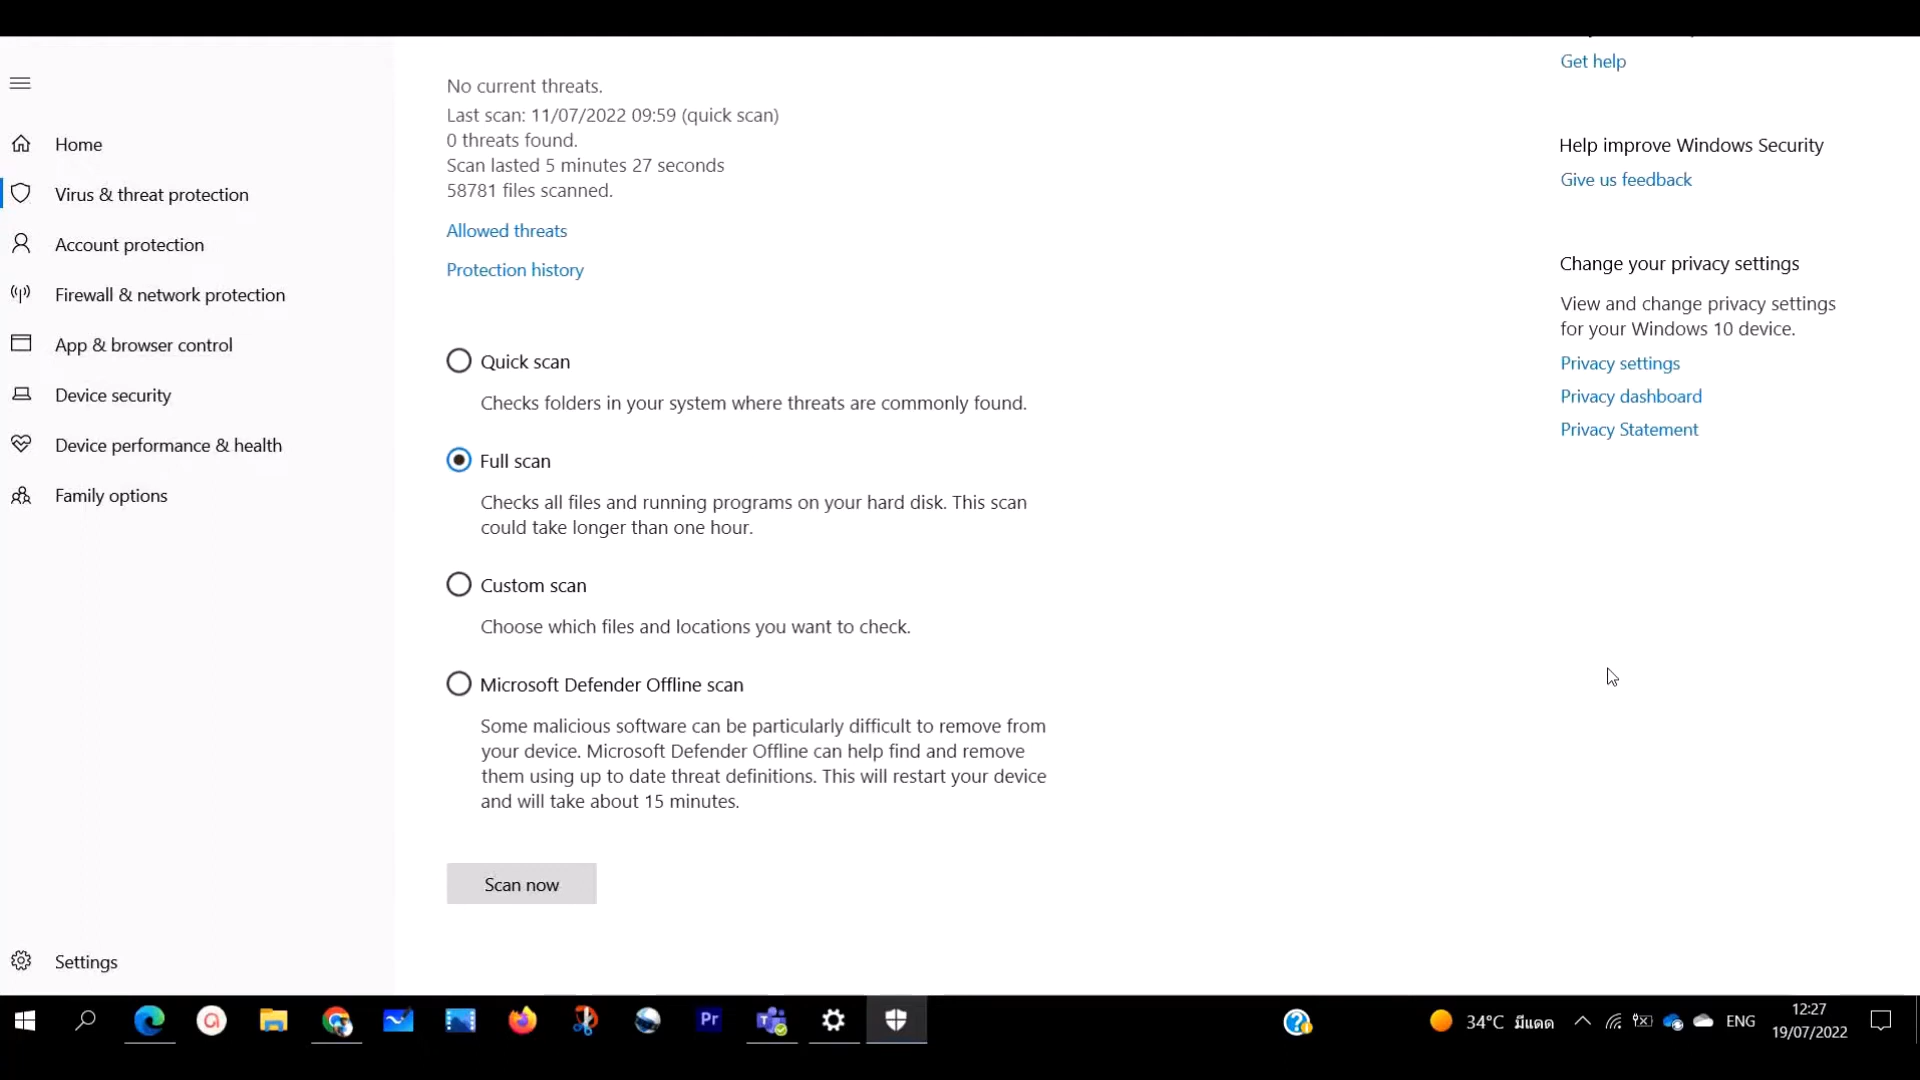 Home
Virus & threat protection
Account protection
Firewall & network protection
App & browser control
Device security
Device performance & health
Family options
Settings
No current threats.
Last scan: 11/07/2022 09:59 (quick scan)
0 threats found.
Scan lasted 5 minutes 27 seconds
58781 files scanned.
Allowed threats
Protection history
Quick scan
Checks folders in your system where threats are commonly found.
Full scan
Checks all files and running programs on your hard disk. This scan
could take longer than one hour.
Custom scan
Choose which files and locations you want to check.
Microsoft Defender Offline scan
Some malicious software can be particularly difficult to remove from
your device. Microsoft Defender Offline can help find and remove
them using up to date threat definitions. This will restart your device
and will take about 15 minutes.
Scan now
Get help
Help improve Windows Security
Give us feedback
Change your privacy settings
View and change privacy settings
for your Windows 10 device.
Privacy settings
Privacy dashboard
Privacy Statement
Pr
34°C มีแดด
ENG
12:27
19/07/2022